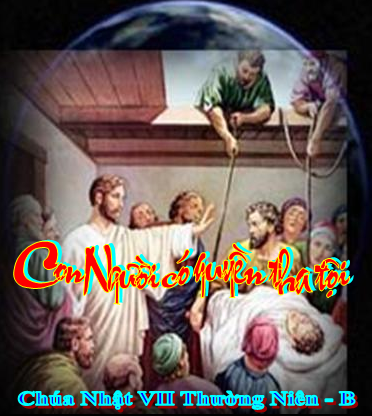 Con Người có quyền tha tội
Chúa Nhật VII Thường Niên - B